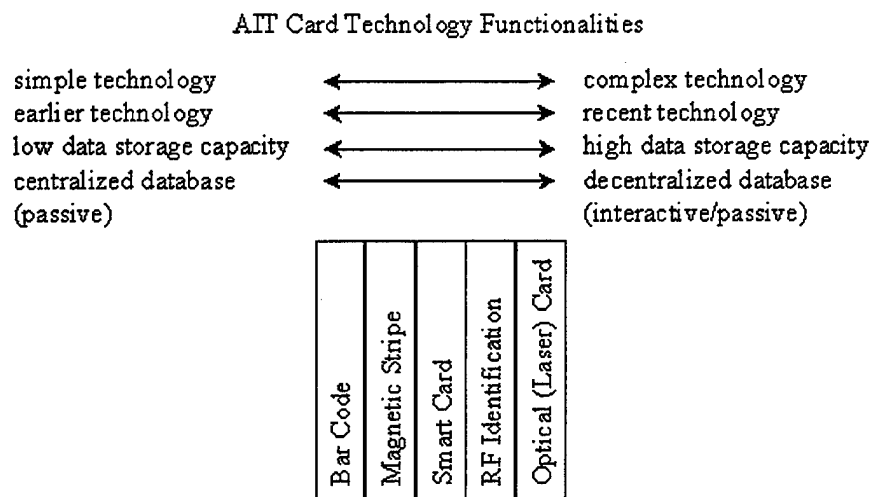 AIT Card Technology Functionalities
simple technology complex technology
earlier technology recent technology
low data storage capacity high data storage capacity
centralized database decentralized database
(passive) (interactive/passive)
Bar Code
Magnetic Stripe
Smart Card
RF Identification
Optical (Laser) Card